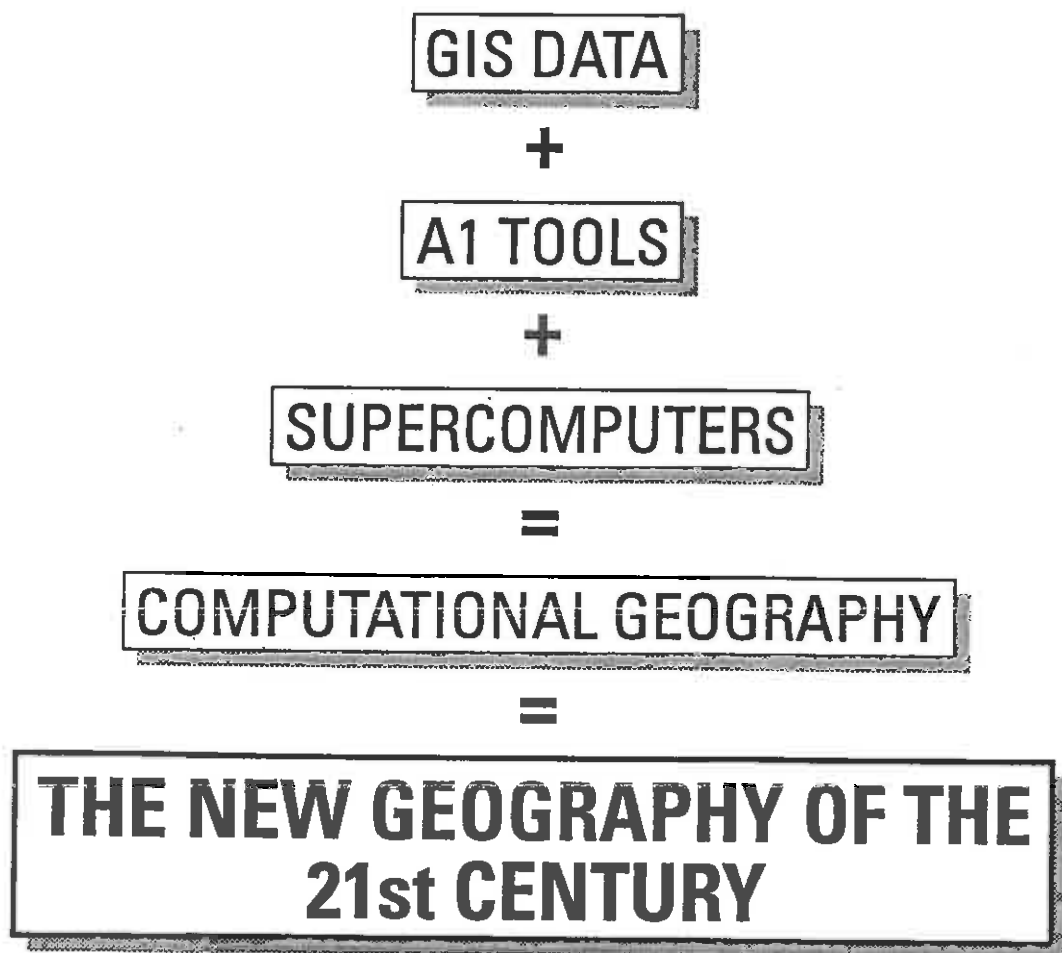 GIS DATA
+
A1 TOOLS
+
SUPERCOMPUTERS
=
COMPUTATIONAL GEOGRAPHY
=
THE NEW GEOGRAPHY OF THE
21st CENTURY